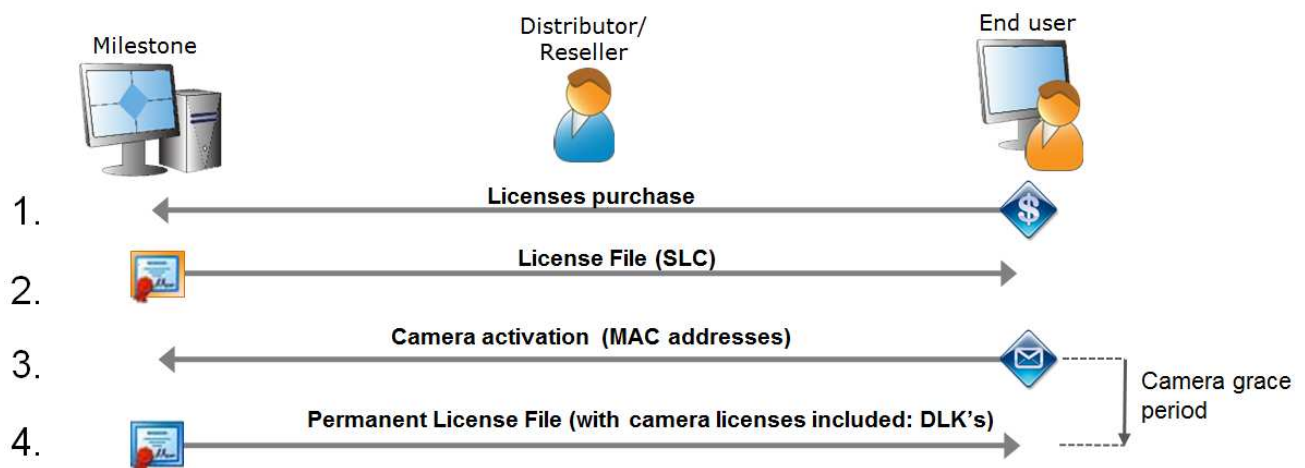 Milestone
Distributor/
Reseller
End user
1.
Licenses purchase
$
2.
License File (SLC)
3.
Camera activation (MAC addresses)
Camera grace
period
4.
Permanent License File (with camera licenses included: DLK's)